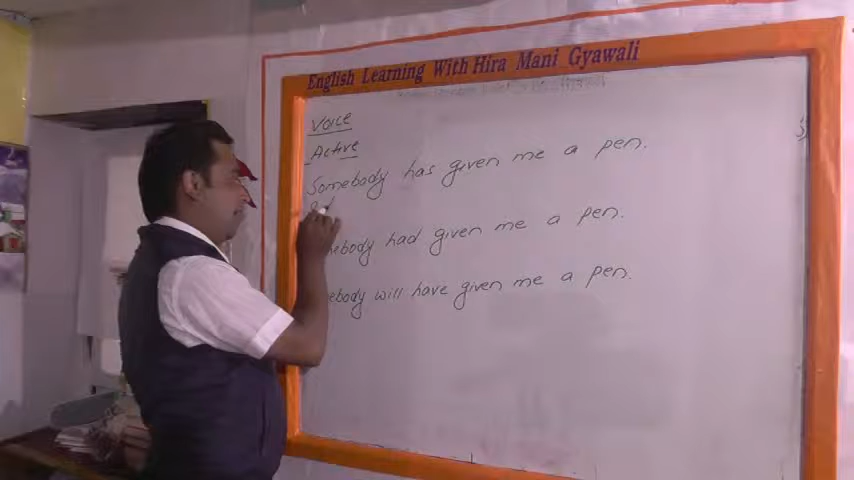 English Learning With Hira Mani Gyawali
Voice
Active
Somebody has given me a pen.
had given me a pen.
will have given me a pen.